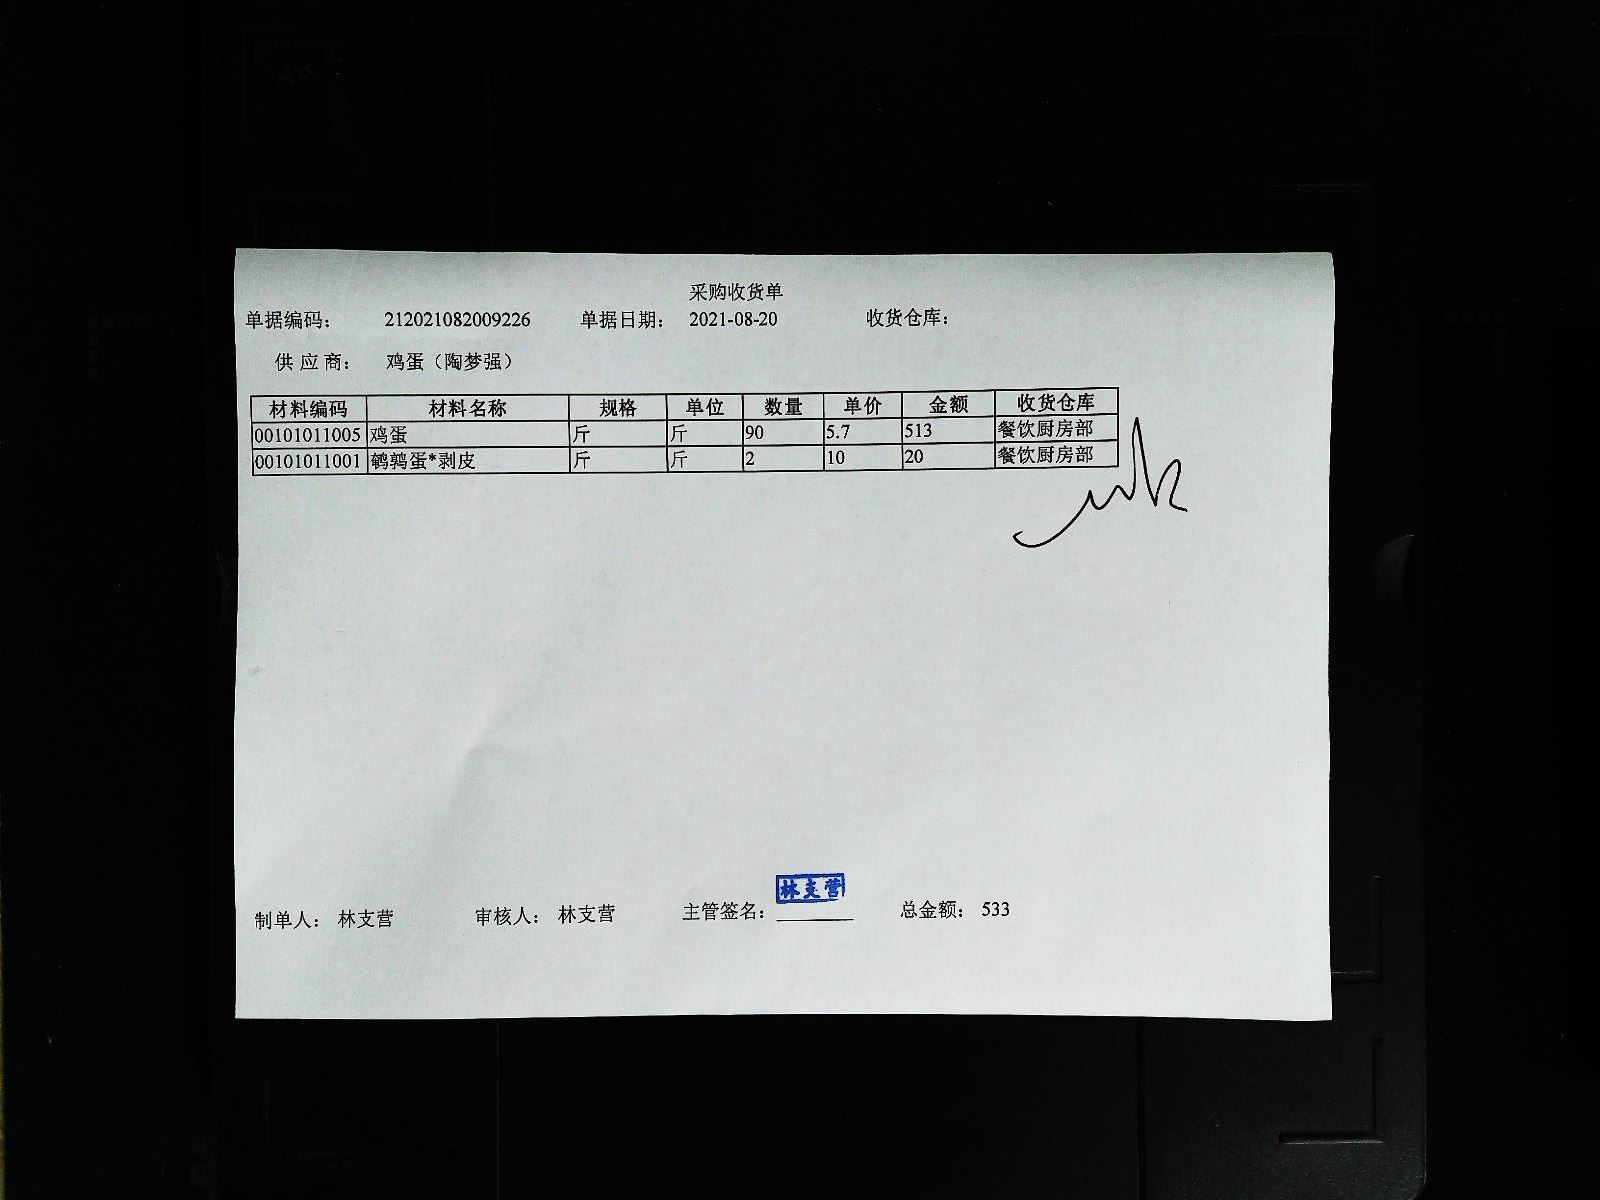 采购收货单
单据编码： 212021082009226 单据日期： 2021-08-20 收货仓库：
供 应 商： 鸡蛋（陶梦强）
材料编码 材料名称 规格 单位 数量 单价 金额 收货仓库
00101011005 鸡蛋 斤 斤 90 5.7 513 餐饮厨房部
00101011001 鹌鹑蛋*剥皮 斤 斤 2 10 20 餐饮厨房部
林支营
制单人： 林支营 审核人： 林支营 主管签名： 总金额： 533